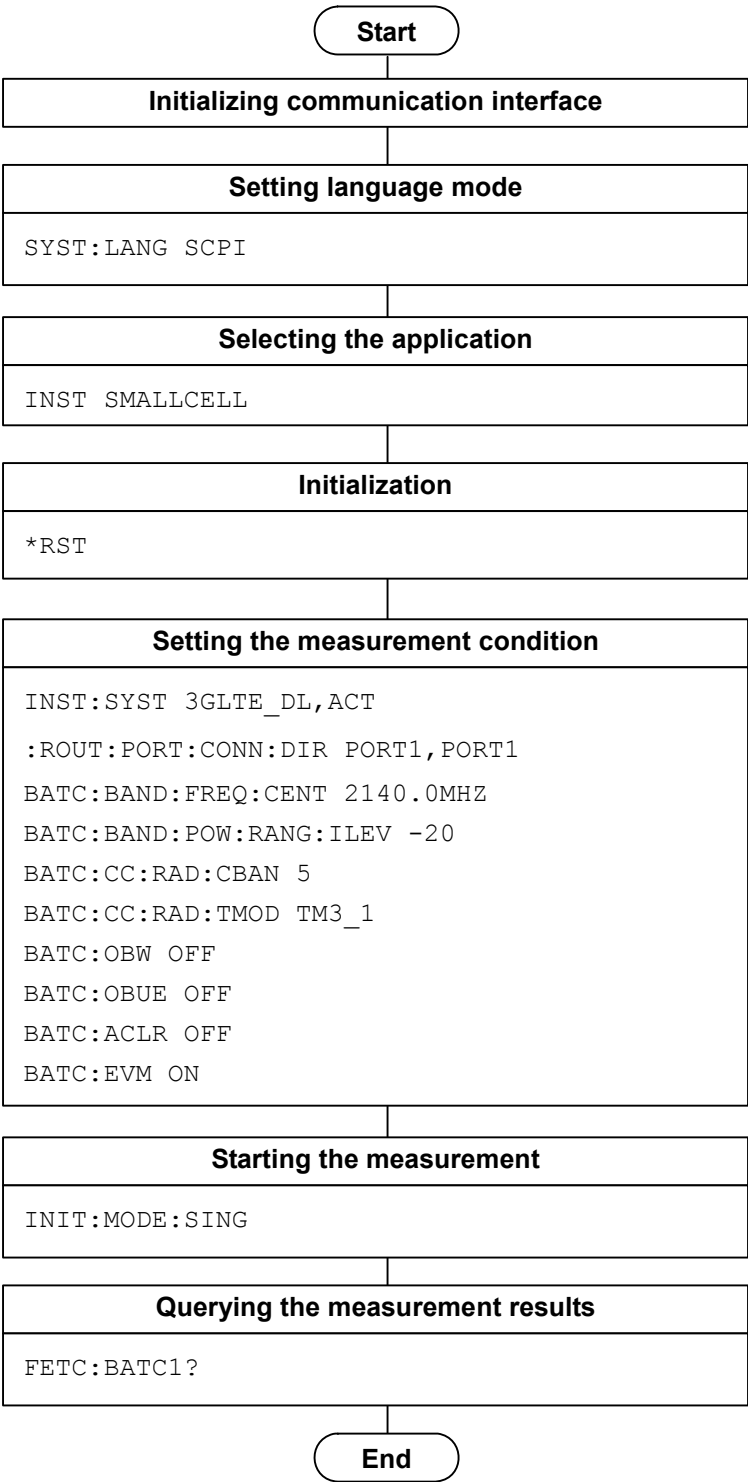 Start
Initializing communication interface
Setting language mode
SYST:LANG SCPI
Selecting the application
INST SMALLCELL
Initialization
*RST
Setting the measurement condition
INST:SYST 3GLTE_DL,ACT
:ROUT:PORT:CONN:DIR PORT1,PORT1
BATC:BAND:FREQ:CENT 2140.0MHZ
BATC:BAND:POW:RANG:ILEV -20
BATC:CC:RAD:CBAN 5
BATC:CC:RAD:TMOD TM3_1
BATC:OBW OFF
BATC:OBUE OFF
BATC:ACLR OFF
BATC:EVM ON
Starting the measurement
INIT:MODE:SING
Querying the measurement results
FETC:BATC1?
End